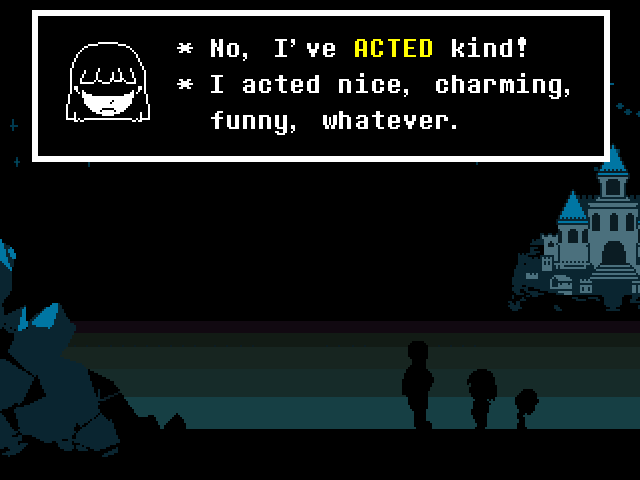 * No, I've ACTED kind!
* I acted nice, charming,
funny, whatever.